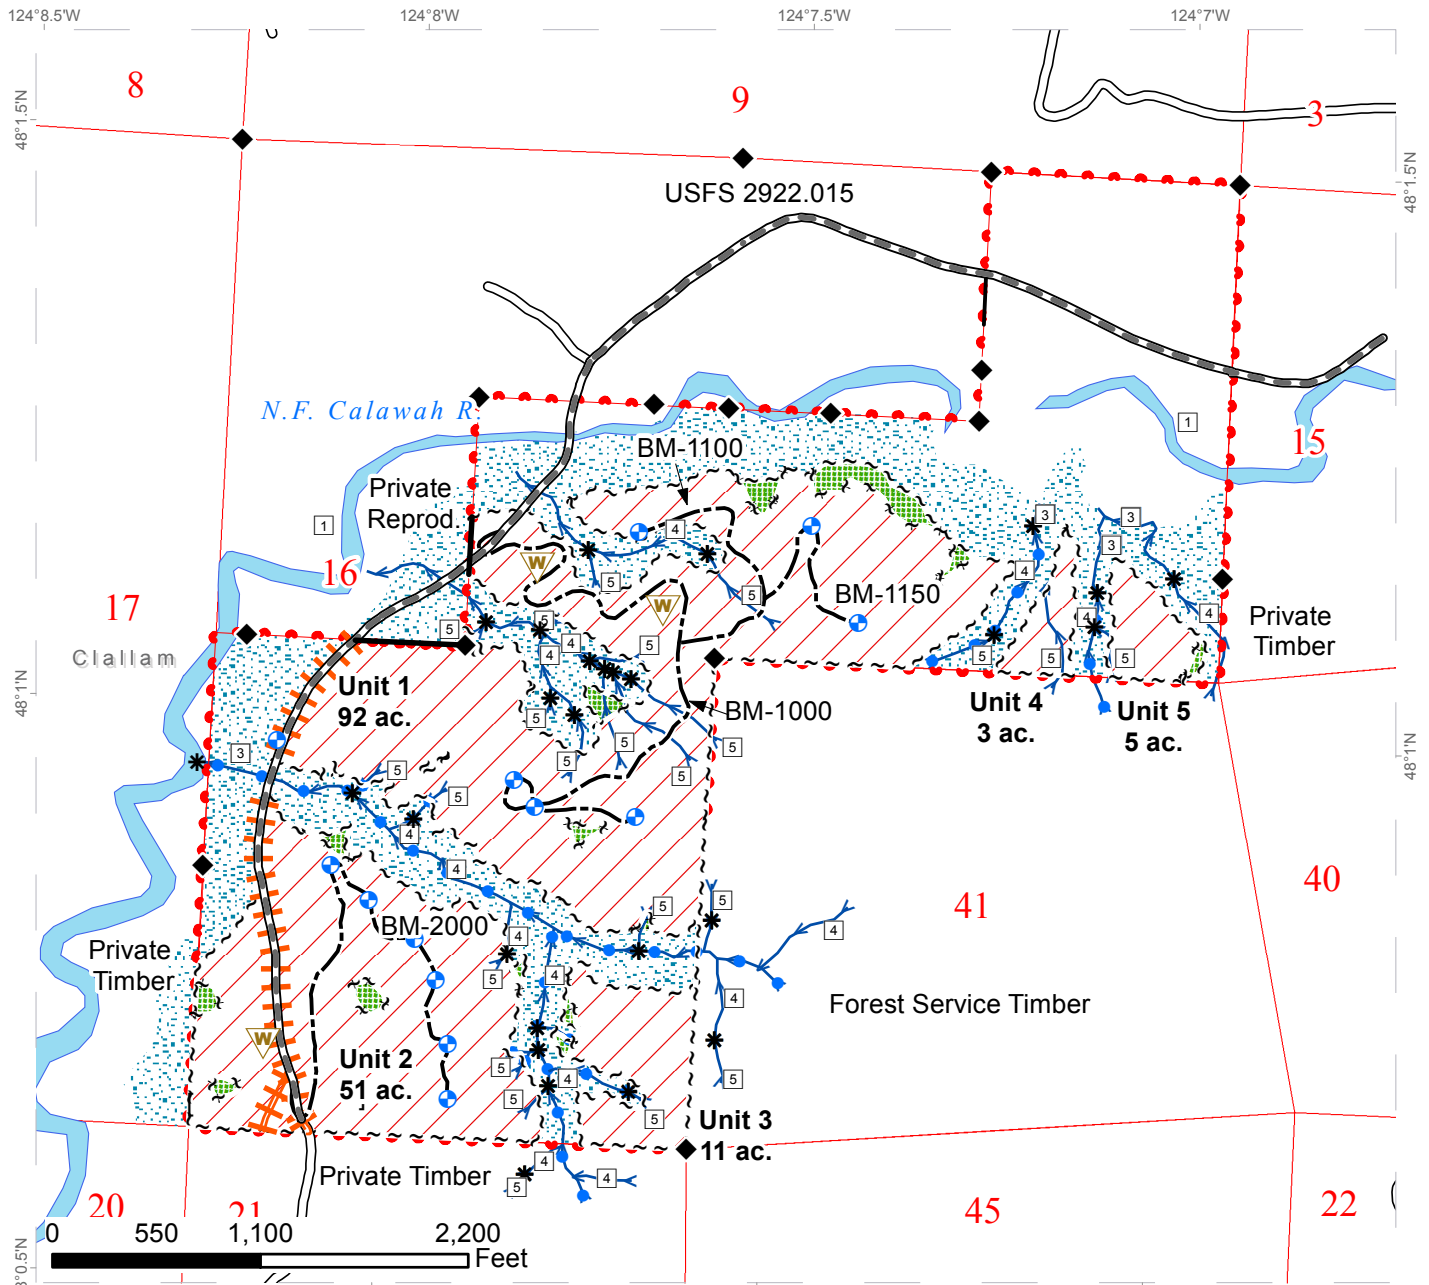 124°8.5'W
124°8'W
124°7.5'W
124°7'W
48°1.5'N
48°1.5'N
8
9
3
USFS 2922.015
N.F. Calawah R.
1
15
BM-1100
Private
Reprod.
1
4
3
3
3
16
W
5
4
W
5
BM-1150
4
4
17
Private
Timber
Clallam
5
5
4
4
5
5
5
5
48°1'N
Unit 1
92 ac.
5
BM-1000
Unit 4
3 ac.
Unit 5
5 ac.
5
5
5
5
48°1'N
3
5
5
4
4
40
5
5
41
BM-2000
4
4
Private
Timber
5
4
4
Forest Service Timber
W
Unit 2
51 ac.
5
4
5
5
5
Unit 3
11 ac.
4
4
5
Private Timber
20
21
45
22
0
550
1,100
2,200
Feet
8°0.5'N